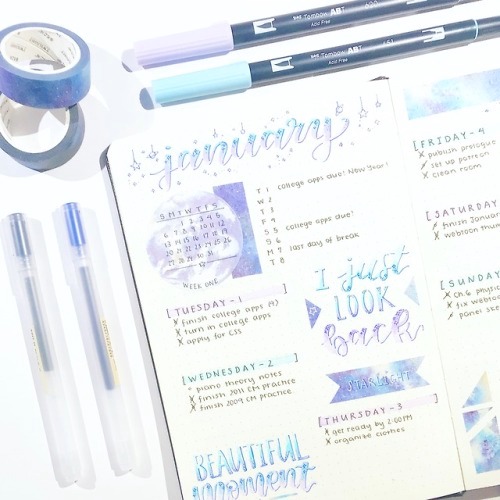 Tombow ABT
Acid Free
Tombow ABT
Acid Free
january
S M T W T F S
1 2 3 4 5
6 7 8 9 10 11 12
13 14 15 16 17 18 19
20 21 22 23 24 25 26
27 28 29 30 31
WEEK ONE
T 1 college apps due! New Year!
W 2
T 3
F 4
S 5 college apps due!
S 6
M 7 last day of break
T 8
[TUESDAY-1
finish college apps (?)
turn in college apps
apply for CSS
[WEDNESDAY-2
piano theory notes
finish 2011 CM practice
finish 2009 CM practice
BEAUTIFUL
moment
I just
LOOK
back
STARLIGHT
[THURSDAY-3
get ready by 2:00PM
organize clothes
[FRIDAY-4
publish prologue
set up patreon
clean room
[SATURDAY
finish Januar
webtoon thum
[SUNDAY
ch.6 physic
fix webtoon
panel ske